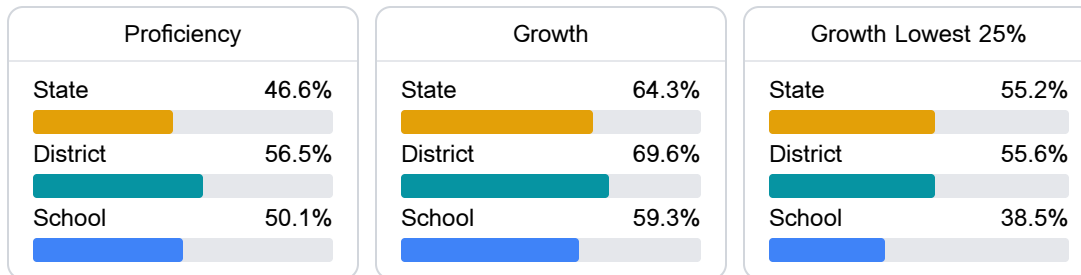 Proficiency
State 46.6%
District 56.5%
School 50.1%
Growth
State 64.3%
District 69.6%
School 59.3%
Growth Lowest 25%
State 55.2%
District 55.6%
School 38.5%